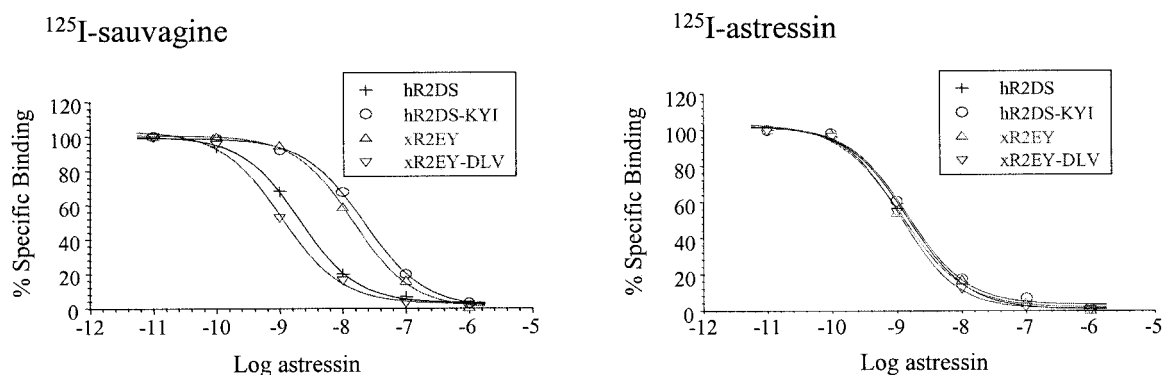 125I-sauvagine
+ hR2DS
○ hR2DS-KYI
△ xR2EY
▽ xR2EY-DLV
% Specific Binding
120
100
80
60
40
20
0
-12 -11 -10 -9 -8 -7 -6 -5
Log astressin
125I-astressin
+ hR2DS
○ hR2DS-KYI
△ xR2EY
▽ xR2EY-DLV
% Specific Binding
120
100
80
60
40
20
0
-12 -11 -10 -9 -8 -7 -6 -5
Log astressin